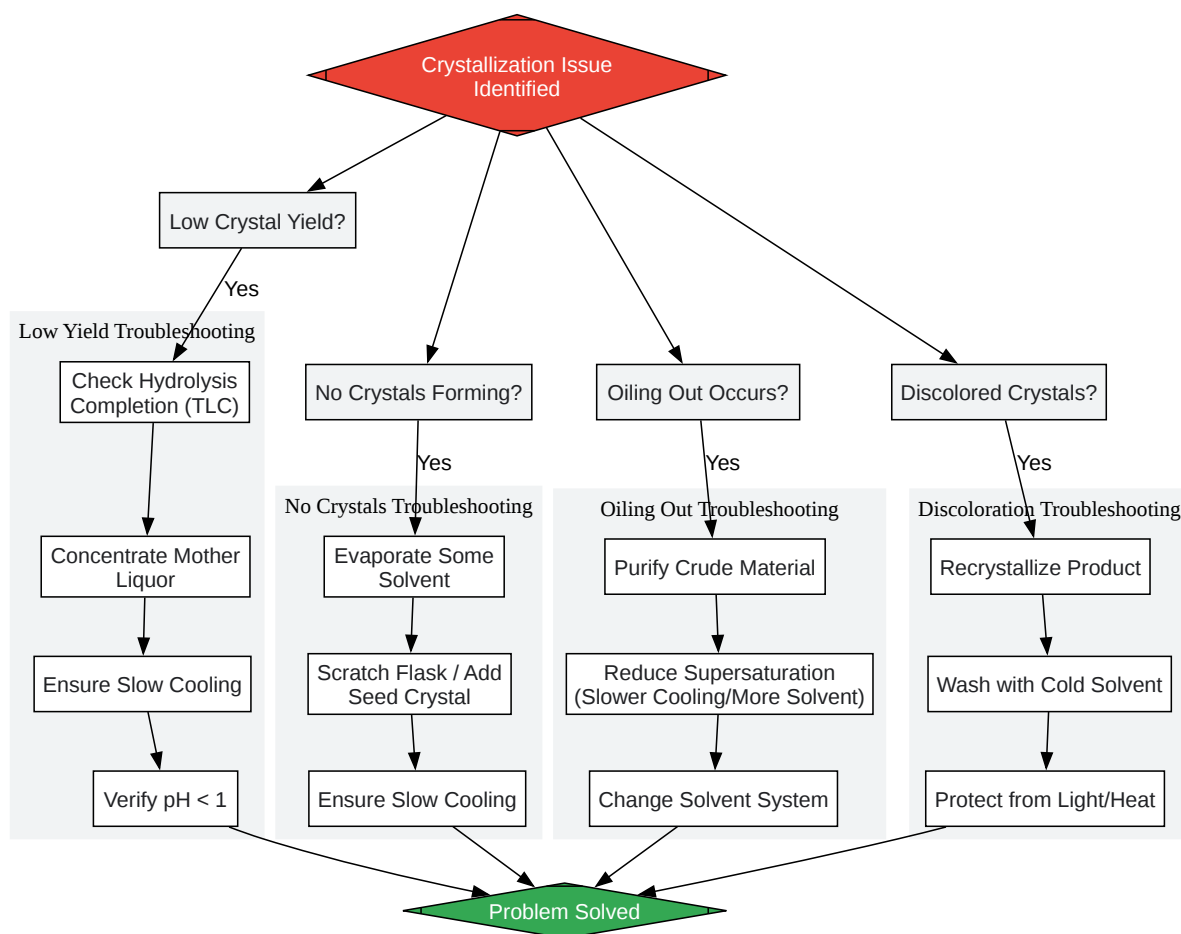 Crystallization Issue
Identified
Low Crystal Yield?
Yes
Low Yield Troubleshooting
Check Hydrolysis
Completion (TLC)
Concentrate Mother
Liquor
Ensure Slow Cooling
Verify pH < 1
No Crystals Forming?
Yes
No Crystals Troubleshooting
Evaporate Some
Solvent
Scratch Flask / Add
Seed Crystal
Ensure Slow Cooling
Oiling Out Occurs?
Yes
Oiling Out Troubleshooting
Purify Crude Material
Reduce Supersaturation
(Slower Cooling/More Solvent)
Change Solvent System
Discolored Crystals?
Yes
Discoloration Troubleshooting
Recrystallize Product
Wash with Cold Solvent
Protect from Light/Heat
Problem Solved